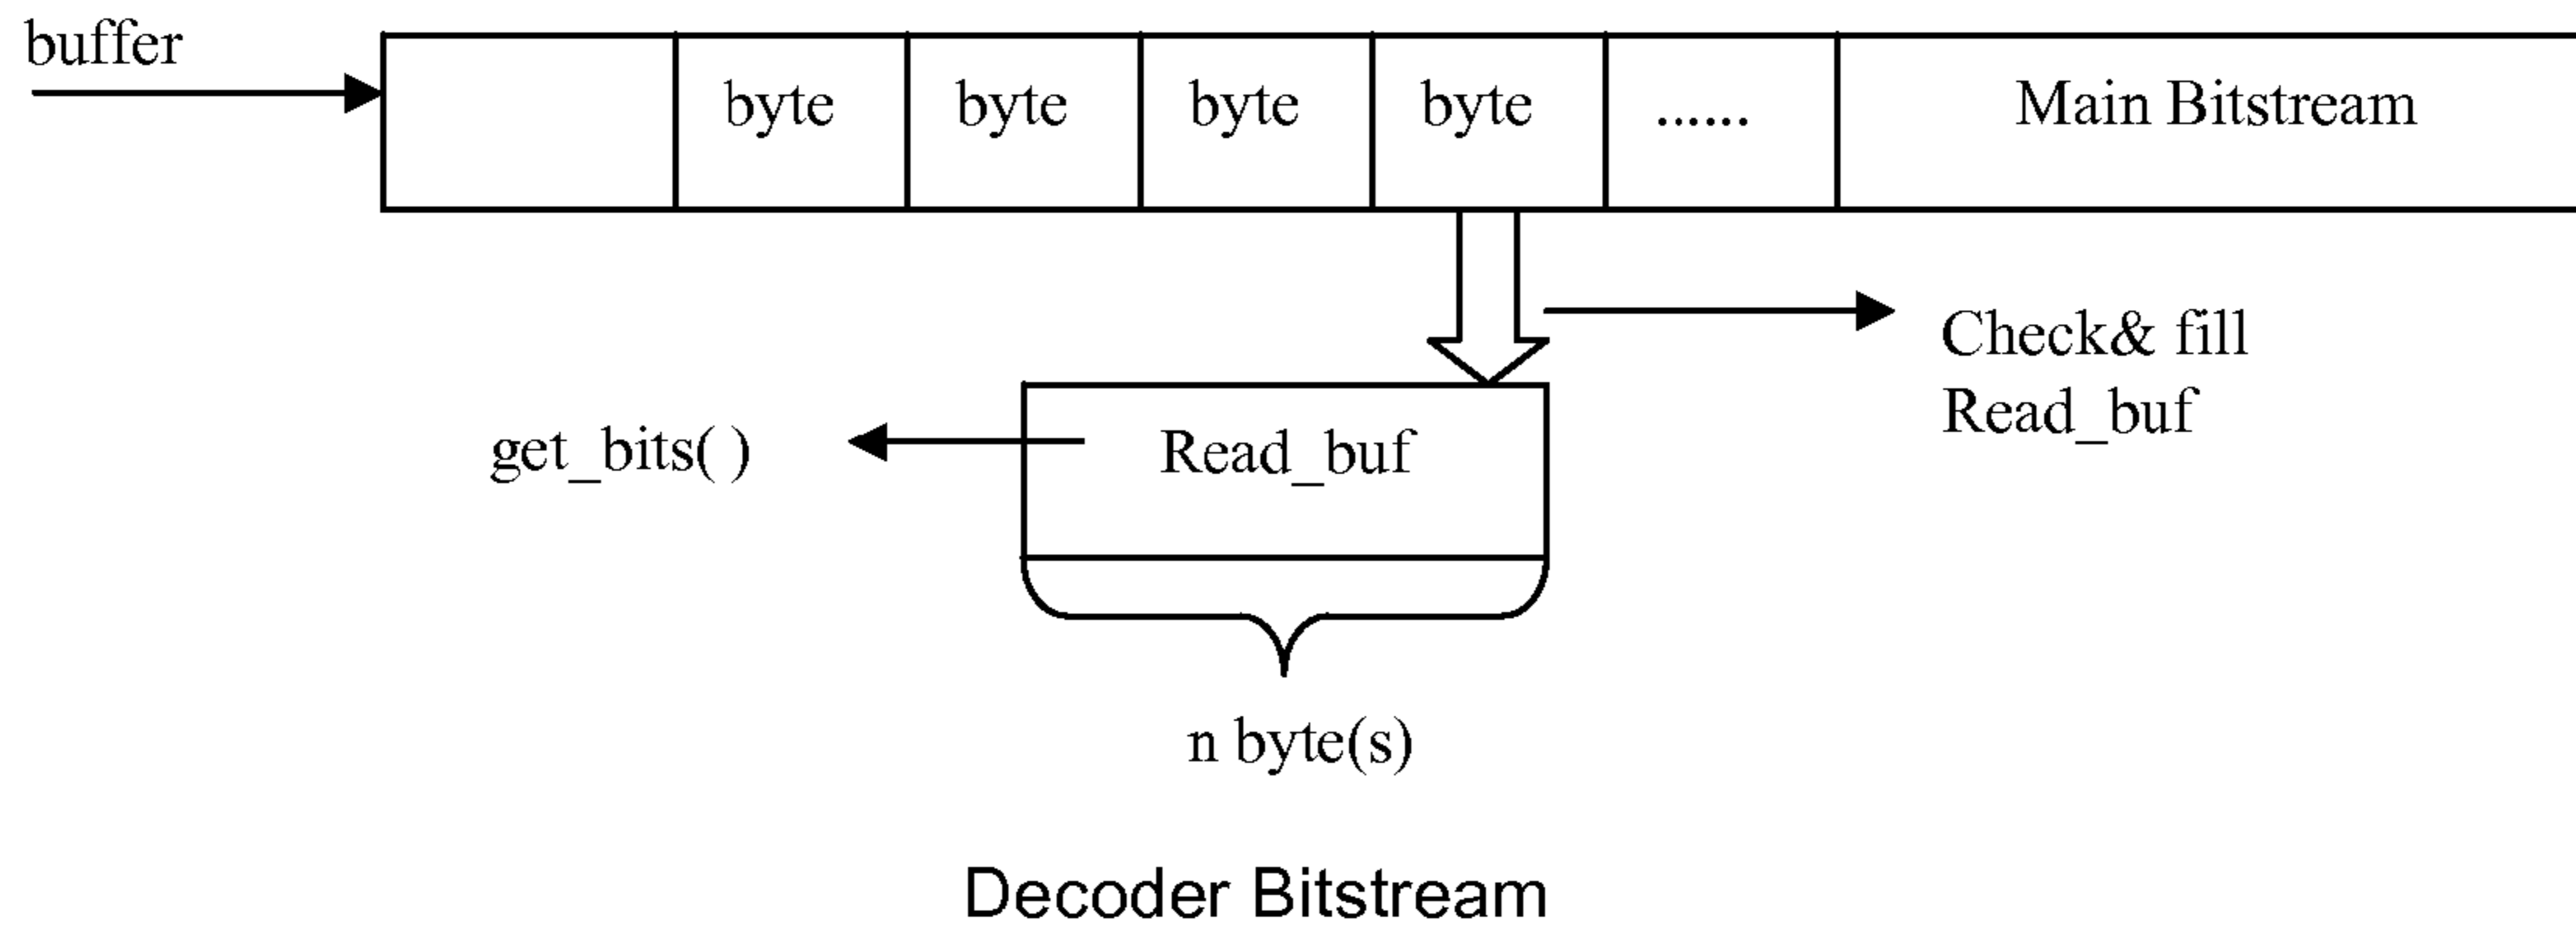 buffer
byte byte byte byte ...... Main Bitstream
Check& fill
Read_buf
get_bits( )
Read_buf
n byte(s)
Decoder Bitstream